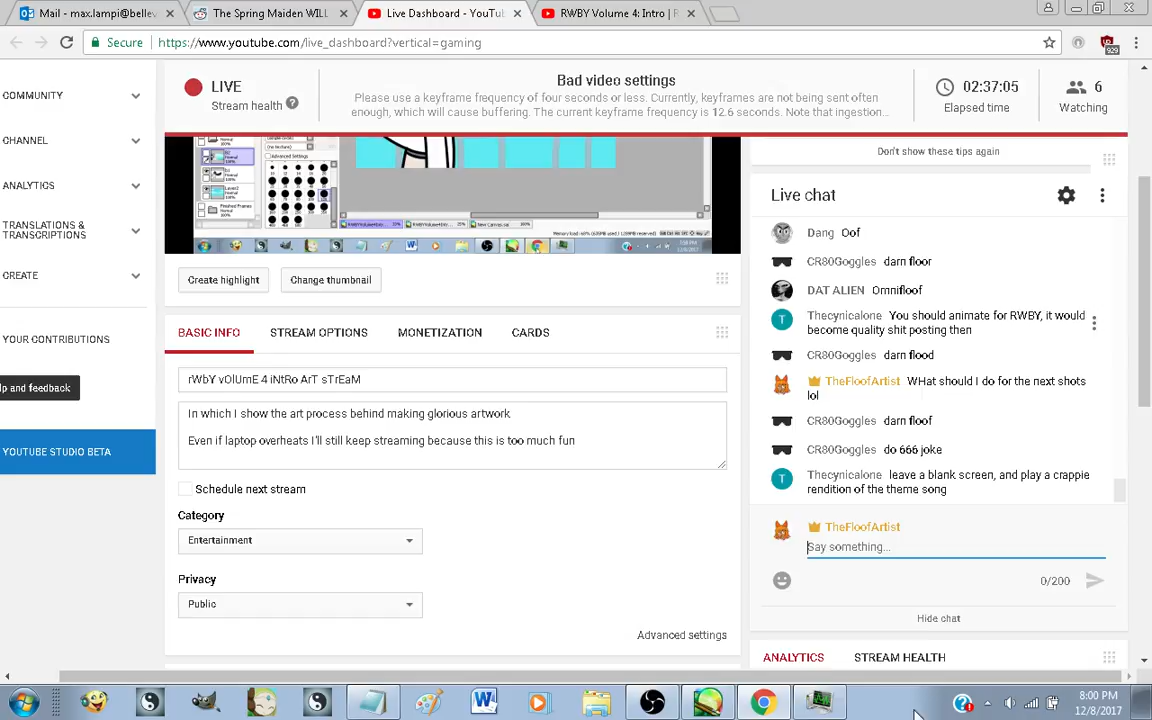 Mail - max.lampi@bellev
The Spring Maiden WILL
Live Dashboard - YouTu
RWBY Volume 4: Intro | R
Secure
https://www.youtube.com/live_dashboard?vertical=gaming
929
COMMUNITY
CHANNEL
ANALYTICS
TRANSLATIONS &
TRANSCRIPTIONS
CREATE
YOUR CONTRIBUTIONS
lp and feedback
YOUTUBE STUDIO BETA
LIVE
Stream health
Bad video settings
Please use a keyframe frequency of four seconds or less. Currently, keyframes are not being sent often
enough, which will cause buffering. The current keyframe frequency is 12.6 seconds. Note that ingestion...
02:37:05
Elapsed time
6
Watching
Create highlight
Change thumbnail
BASIC INFO
STREAM OPTIONS
MONETIZATION
CARDS
rWbY vOlUmE 4 iNtRo ArT sTrEaM
In which I show the art process behind making glorious artwork
Even if laptop overheats I'll still keep streaming because this is too much fun
Schedule next stream
Category
Entertainment
Privacy
Public
Advanced settings
Don't show these tips again
Live chat
Dang Oof
CR80Goggles darn floor
DAT ALIEN Omnifloof
Thecynicalone You should animate for RWBY, it would
become quality shit posting then
CR80Goggles darn flood
TheFloofArtist WHat should I do for the next shots
lol
CR80Goggles darn floof
CR80Goggles do 666 joke
Thecynicalone leave a blank screen, and play a crappie
rendition of the theme song
TheFloofArtist
Say something...
0/200
Hide chat
ANALYTICS
STREAM HEALTH
8:00 PM
12/8/2017